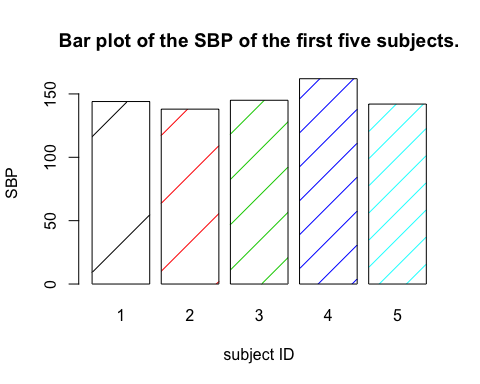 Bar plot of the SBP of the first five subjects.
SBP
150
100
50
0
1 2 3 4 5
subject ID